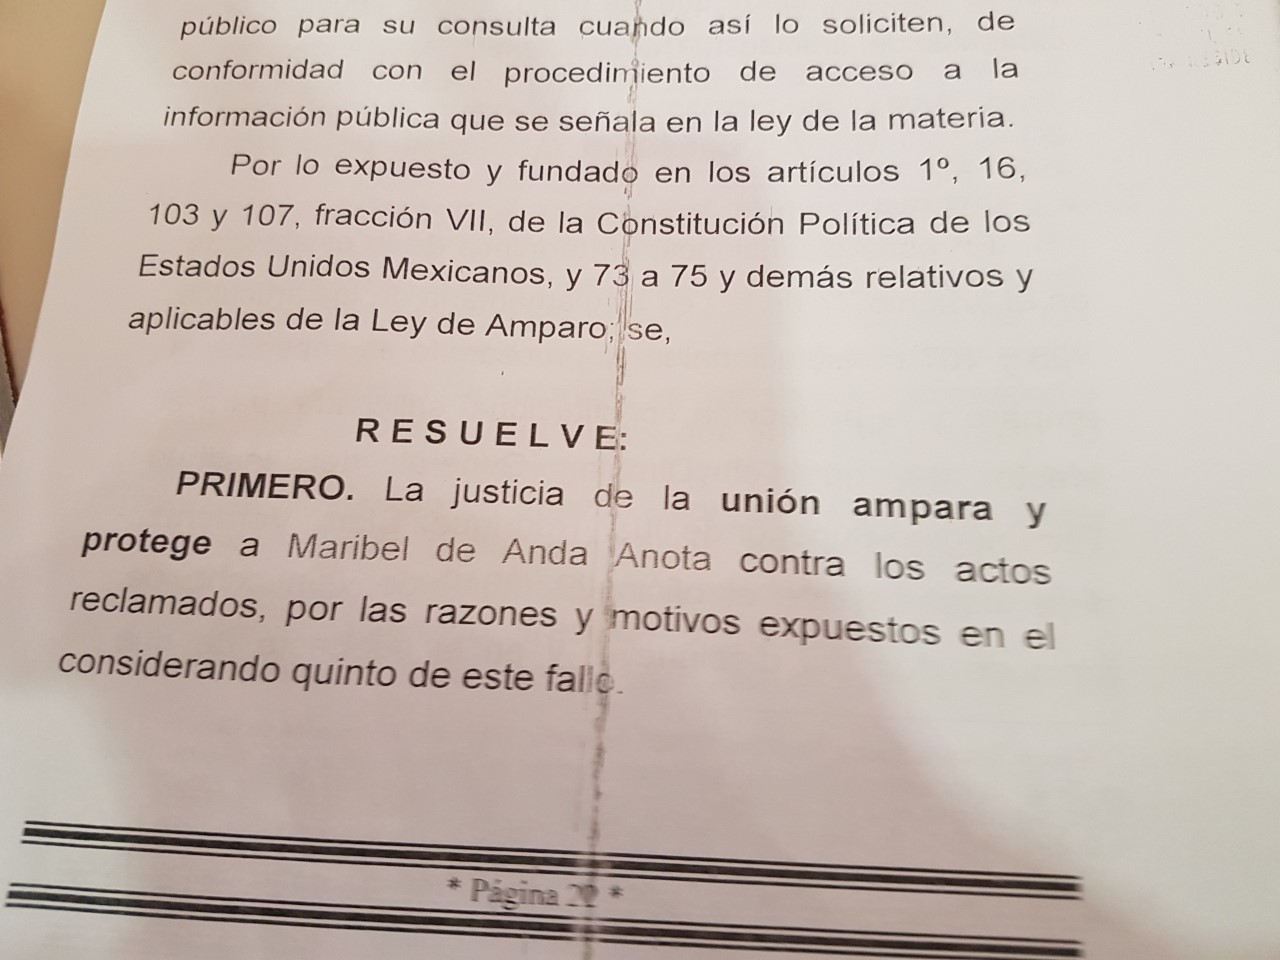 público para su consulta cuando así lo soliciten, de
conformidad con el procedimiento de acceso a la
información pública que se señala en la ley de la materia.
Por lo expuesto y fundado en los artículos 1º, 16,
103 y 107, fracción VII, de la Constitución Política de los
Estados Unidos Mexicanos, y 73 a 75 y demás relativos y
aplicables de la Ley de Amparo; se,
R E S U E L V E:
PRIMERO. La justicia de la unión ampara y
protege a Maribel de Anda Anota contra los actos
reclamados, por las razones y motivos expuestos en el
considerando quinto de este fallo.
* Página 22 *